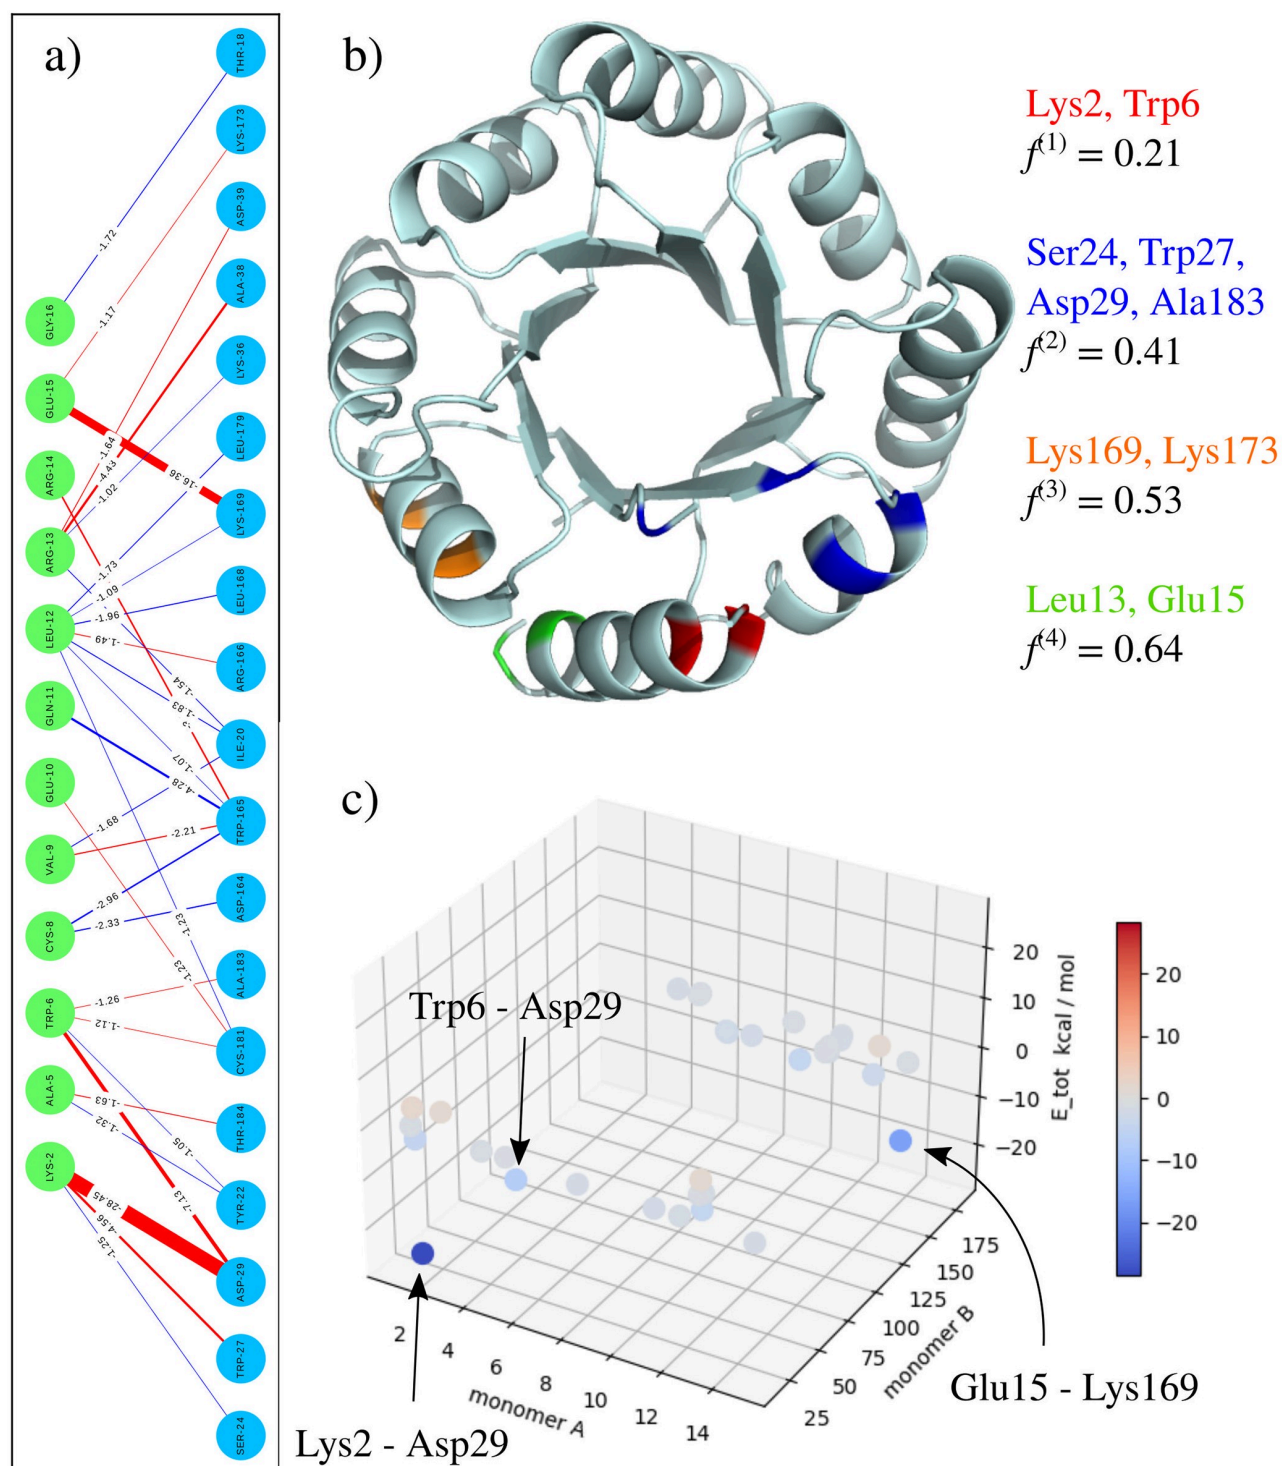 a)
THR-18
LYS-173
ASP-39
ALA-38
LYS-36
LEU-179
LYS-169
LEU-168
ARG-166
ILE-20
TRP-165
ASP-164
ALA-183
CYS-181
THR-184
TYR-22
ASP-29
TRP-27
SER-24
GLY-16
GLU-15
ARG-14
ARG-13
LEU-12
GLN-11
GLU-10
VAL-9
CYS-8
TRP-6
ALA-5
LYS-2
-1.72
-1.17
-1.64
-4.43
-1.02
-16.36
-1.73
-1.09
-1.96
-1.49
-1.54
-1.83
-1.07
-4.28
-1.68
-2.21
-2.96
-2.33
-1.23
-1.23
-1.26
-1.12
-1.63
-1.32
-1.05
-7.13
-28.45
-4.56
-1.25
b)
Lys2, Trp6
f(1) = 0.21
Ser24, Trp27,
Asp29, Ala183
f(2) = 0.41
Lys169, Lys173
f(3) = 0.53
Leu13, Glu15
f(4) = 0.64
c)
Trp6 - Asp29
Lys2 - Asp29
Glu15 - Lys169
20
10
0
−10
−20
E_tot kcal / mol
2
4
6
8
10
12
14
monomer A
25
50
75
100
125
150
175
monomer B
20
10
0
−10
−20